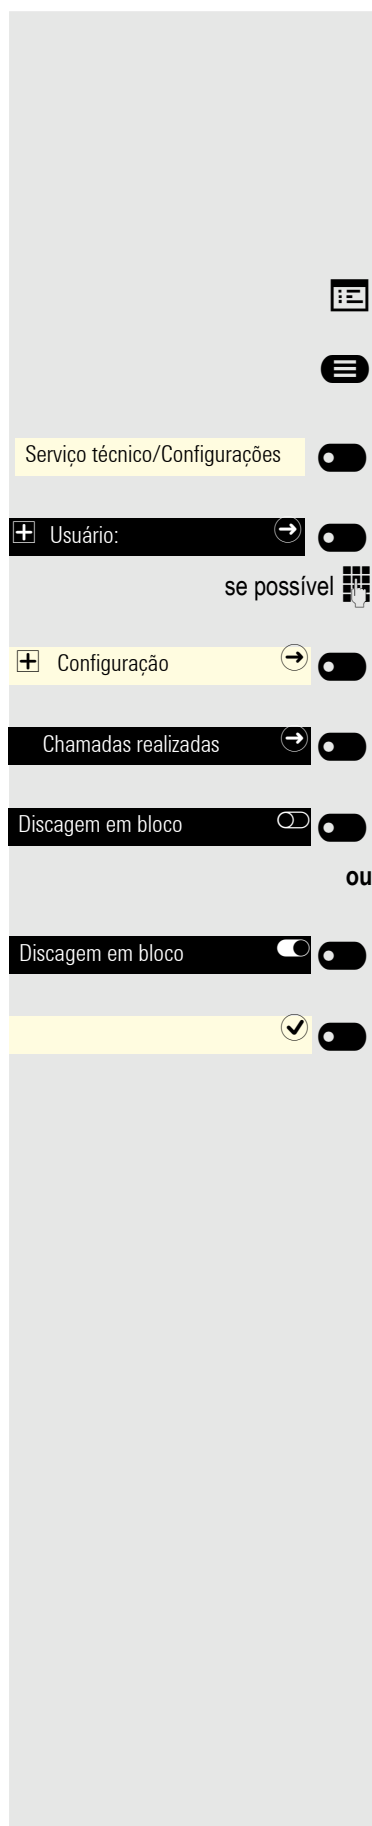 Serviço técnico/Configurações
Usuário:
se possível
Configuração
Chamadas realizadas
Discagem em bloco
ou
Discagem em bloco